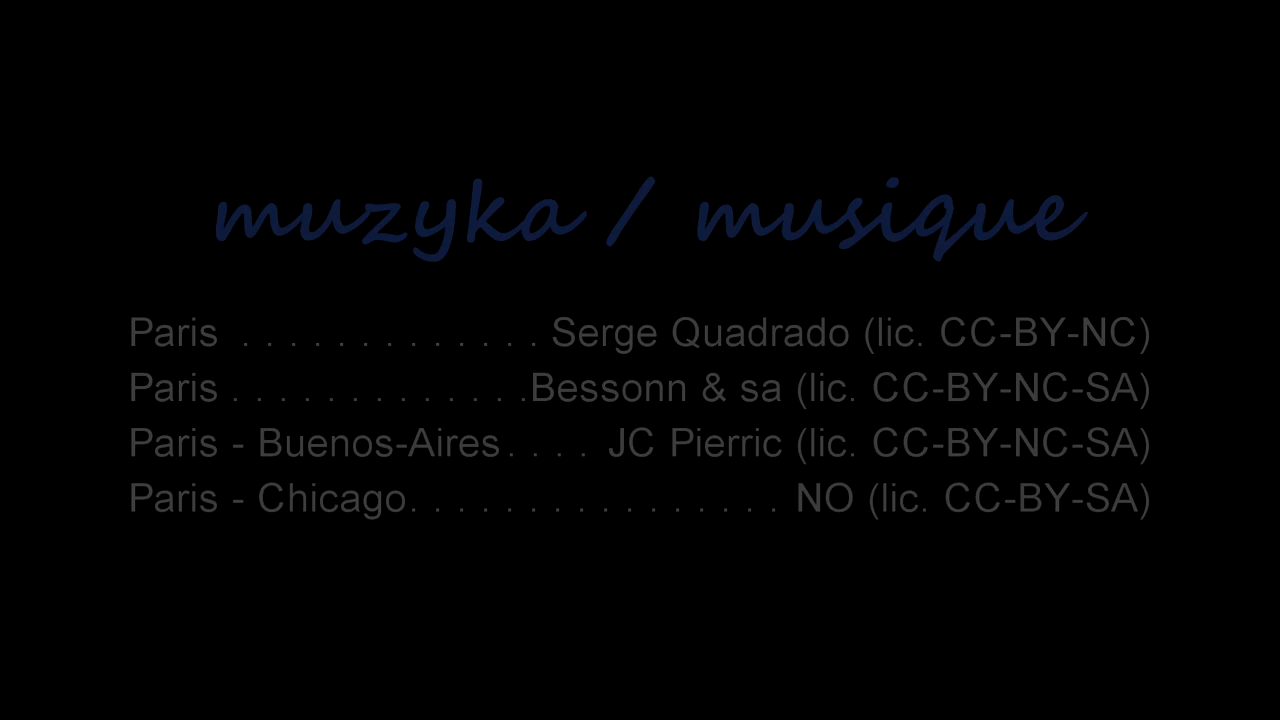 muzyka / musique
Paris . . . . . . . . . . . . . Serge Quadrado (lic. CC-BY-NC)
Paris . . . . . . . . . . . . .Bessonn & sa (lic. CC-BY-NC-SA)
Paris - Buenos-Aires . . . . JC Pierric (lic. CC-BY-NC-SA)
Paris - Chicago. . . . . . . . . . . . . . . . NO (lic. CC-BY-SA)